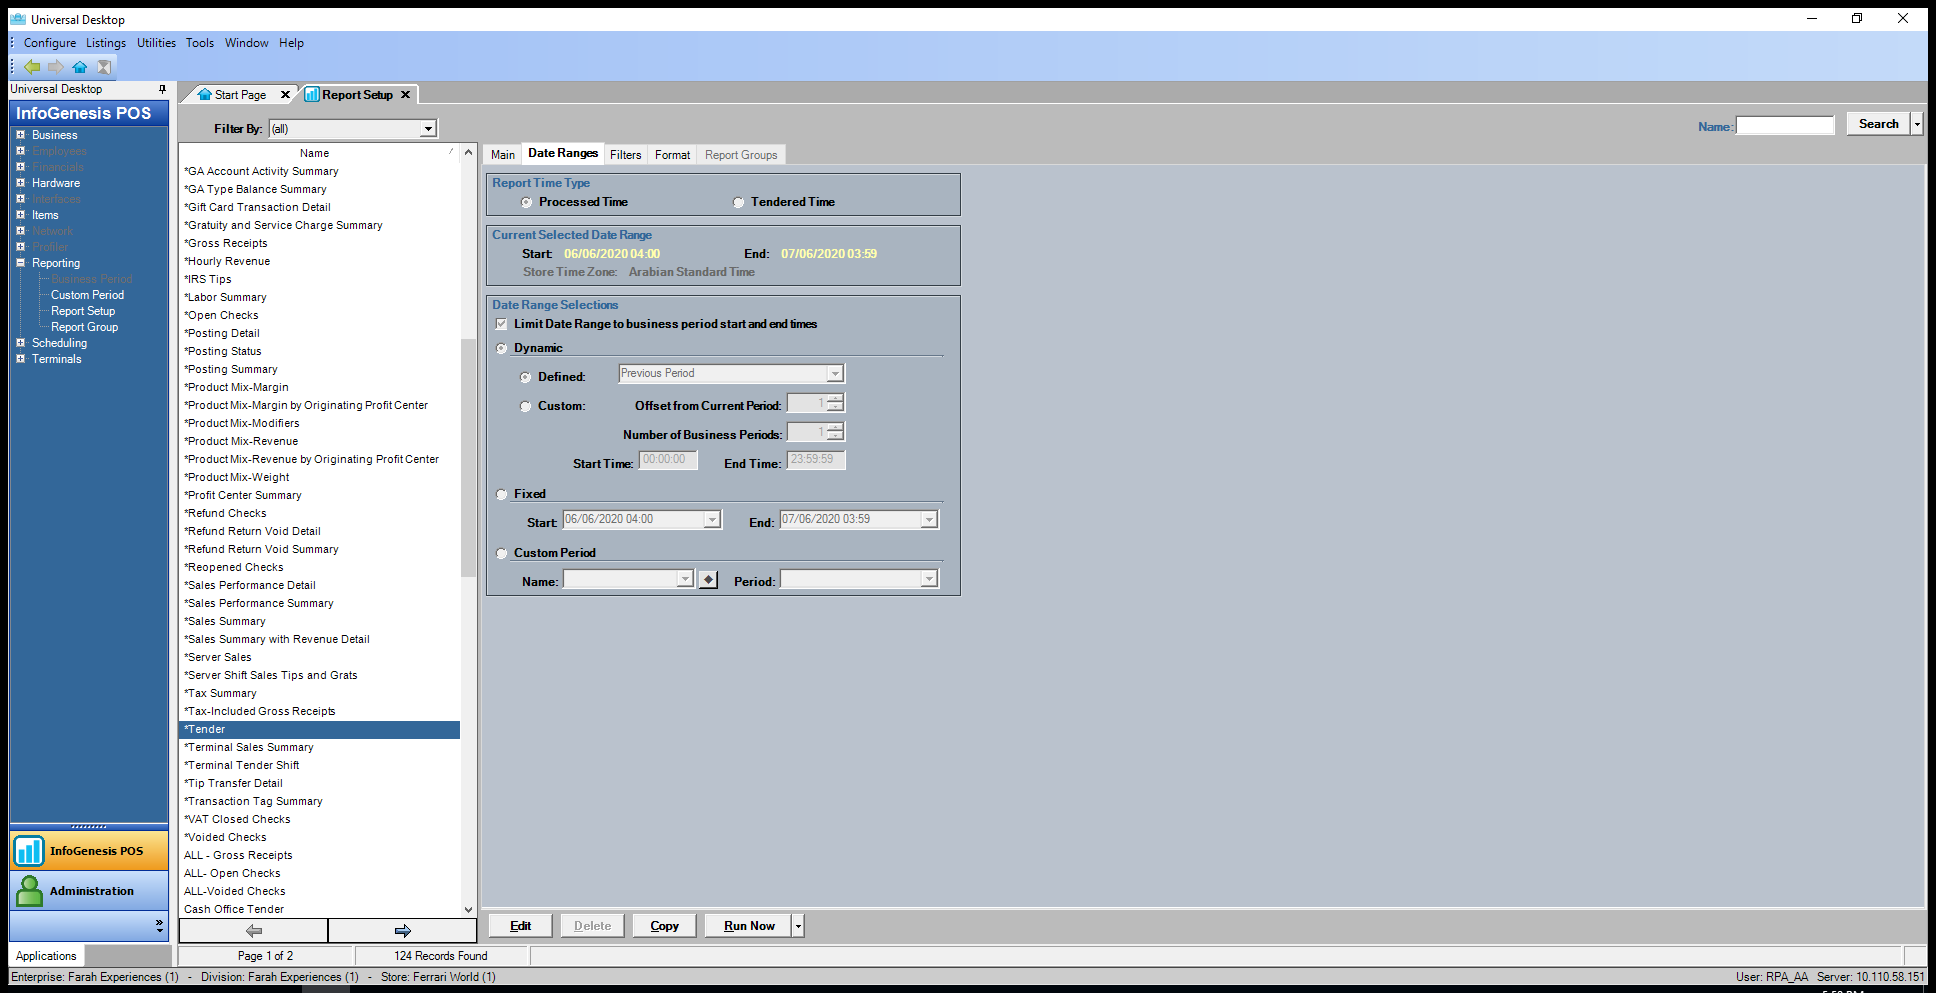 Universal Desktop
Configure Listings Utilities Tools Window Help
Universal Desktop
InfoGenesis POS
Business
Employees
Financials
Hardware
Interfaces
Items
Network
Profiler
Reporting
Business Period
Custom Period
Report Setup
Report Group
Scheduling
Terminals
InfoGenesis POS
Administration
Applications
Start Page
Report Setup
Filter By: (all)
Name: Search
Name
*GA Account Activity Summary
*GA Type Balance Summary
*Gift Card Transaction Detail
*Gratuity and Service Charge Summary
*Gross Receipts
*Hourly Revenue
*IRS Tips
*Labor Summary
*Open Checks
*Posting Detail
*Posting Status
*Posting Summary
*Product Mix-Margin
*Product Mix-Margin by Originating Profit Center
*Product Mix-Modifiers
*Product Mix-Revenue
*Product Mix-Revenue by Originating Profit Center
*Product Mix-Weight
*Profit Center Summary
*Refund Checks
*Refund Return Void Detail
*Refund Return Void Summary
*Reopened Checks
*Sales Performance Detail
*Sales Performance Summary
*Sales Summary
*Sales Summary with Revenue Detail
*Server Sales
*Server Shift Sales Tips and Grats
*Tax Summary
*Tax-Included Gross Receipts
*Tender
*Terminal Sales Summary
*Terminal Tender Shift
*Tip Transfer Detail
*Transaction Tag Summary
*VAT Closed Checks
*Voided Checks
ALL - Gross Receipts
ALL- Open Checks
ALL-Voided Checks
Cash Office Tender
Page 1 of 2 124 Records Found
Main Date Ranges Filters Format Report Groups
Report Time Type
Processed Time Tendered Time
Current Selected Date Range
Start: 06/06/2020 04:00 End: 07/06/2020 03:59
Store Time Zone: Arabian Standard Time
Date Range Selections
Limit Date Range to business period start and end times
Dynamic
Defined: Previous Period
Custom: Offset from Current Period: 1
Number of Business Periods: 1
Start Time: 00:00:00 End Time: 23:59:59
Fixed
Start: 06/06/2020 04:00 End: 07/06/2020 03:59
Custom Period
Name: Period:
Edit Delete Copy Run Now
Enterprise: Farah Experiences (1) - Division: Farah Experiences (1) - Store: Ferrari World (1) User: RPA_AA Server: 10.110.58.151